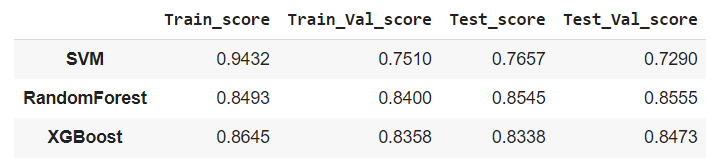 Train_score Train_Val_score Test_score Test_Val_score
SVM 0.9432 0.7510 0.7657 0.7290
RandomForest 0.8493 0.8400 0.8545 0.8555
XGBoost 0.8645 0.8358 0.8338 0.8473